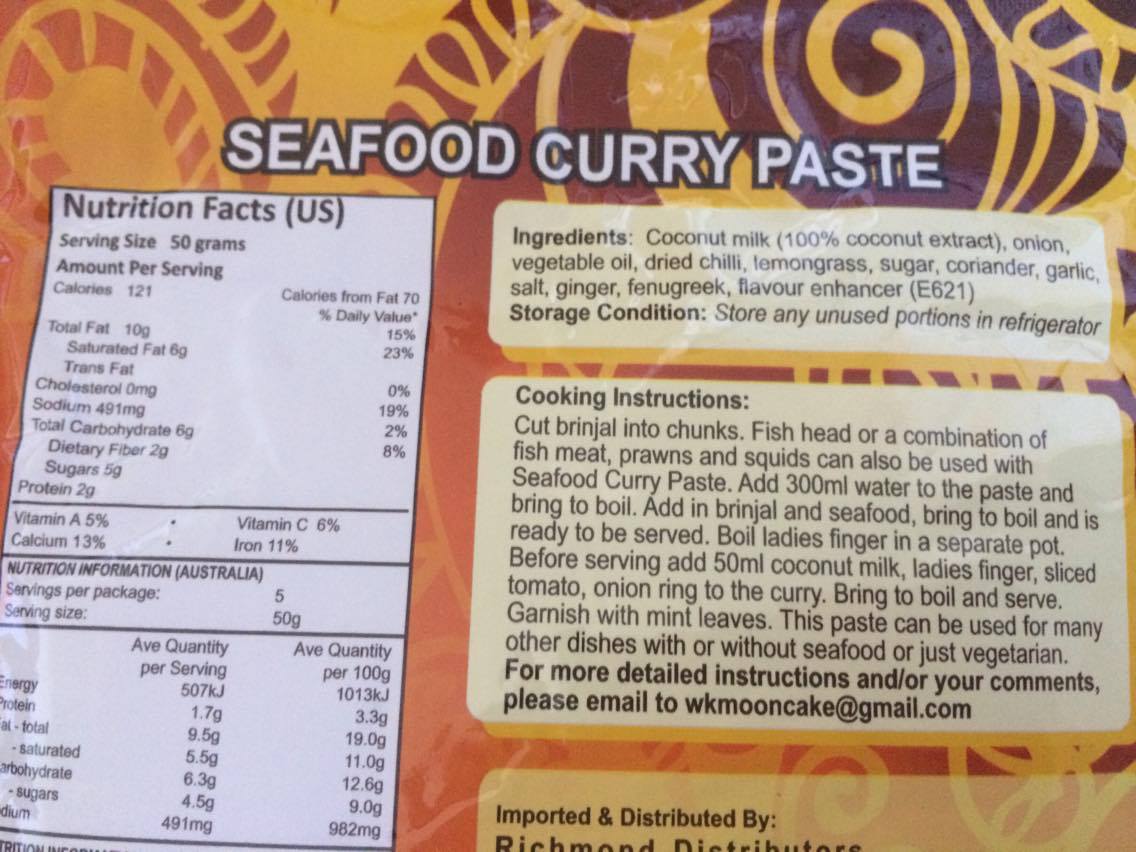 SEAFOOD CURRY PASTE
Nutrition Facts (US)
Serving Size 50 grams
Amount Per Serving
Calories 121 Calories from Fat 70
% Daily Value*
Total Fat 10g 15%
Saturated Fat 6g 23%
Trans Fat
Cholesterol 0mg 0%
Sodium 491mg 19%
Total Carbohydrate 6g 2%
Dietary Fiber 2g 8%
Sugars 5g
Protein 2g
Vitamin A 5% • Vitamin C 6%
Calcium 13% • Iron 11%
NUTRITION INFORMATION (AUSTRALIA)
Servings per package: 5
Serving size: 50g
Ave Quantity Ave Quantity
per Serving per 100g
Energy 507kJ 1013kJ
Protein 1.7g 3.3g
at - total 9.5g 19.0g
- saturated 5.5g 11.0g
arbohydrate 6.3g 12.6g
- sugars 4.5g 9.0g
dium 491mg 982mg
Ingredients: Coconut milk (100% coconut extract), onion,
vegetable oil, dried chilli, lemongrass, sugar, coriander, garlic,
salt, ginger, fenugreek, flavour enhancer (E621)
Storage Condition: Store any unused portions in refrigerator
Cooking Instructions:
Cut brinjal into chunks. Fish head or a combination of
fish meat, prawns and squids can also be used with
Seafood Curry Paste. Add 300ml water to the paste and
bring to boil. Add in brinjal and seafood, bring to boil and is
ready to be served. Boil ladies finger in a separate pot.
Before serving add 50ml coconut milk, ladies finger, sliced
tomato, onion ring to the curry. Bring to boil and serve.
Garnish with mint leaves. This paste can be used for many
other dishes with or without seafood or just vegetarian.
For more detailed instructions and/or your comments,
please email to wkmooncake@gmail.com
Imported & Distributed By:
Richmond Distributors